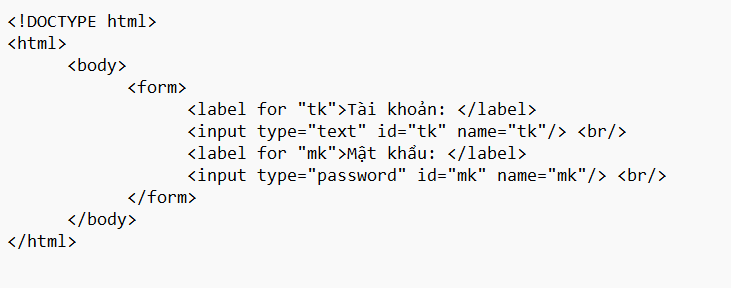 <!DOCTYPE html>
<html>
<body>
<form>
<label for "tk">Tài khoản: </label>
<input type="text" id="tk" name="tk"/> <br/>
<label for "mk">Mật khẩu: </label>
<input type="password" id="mk" name="mk"/> <br/>
</form>
</body>
</html>